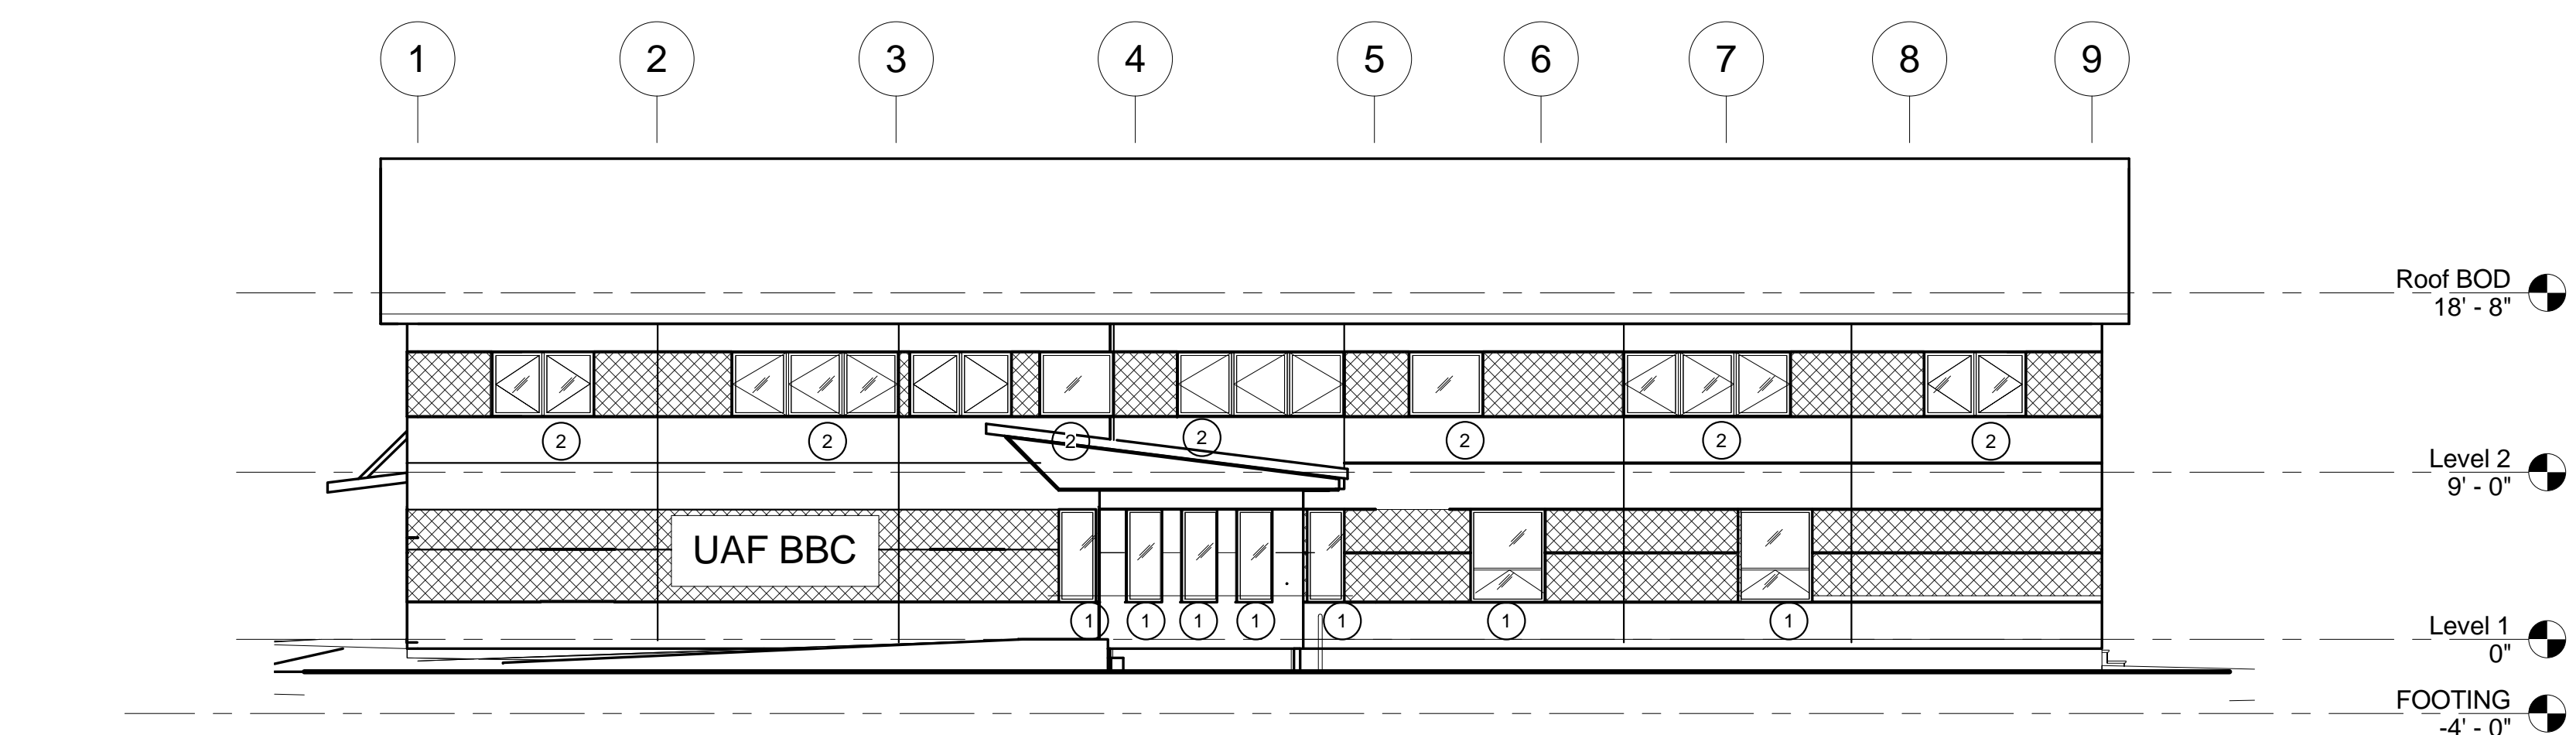 1 2 3 4 5 6 7 8 9
Roof BOD
18' - 8"
2 2 2 2 2 2 2
Level 2
9' - 0"
UAF BBC
1 1 1 1 1 1 1
Level 1
0"
FOOTING
-4' - 0"